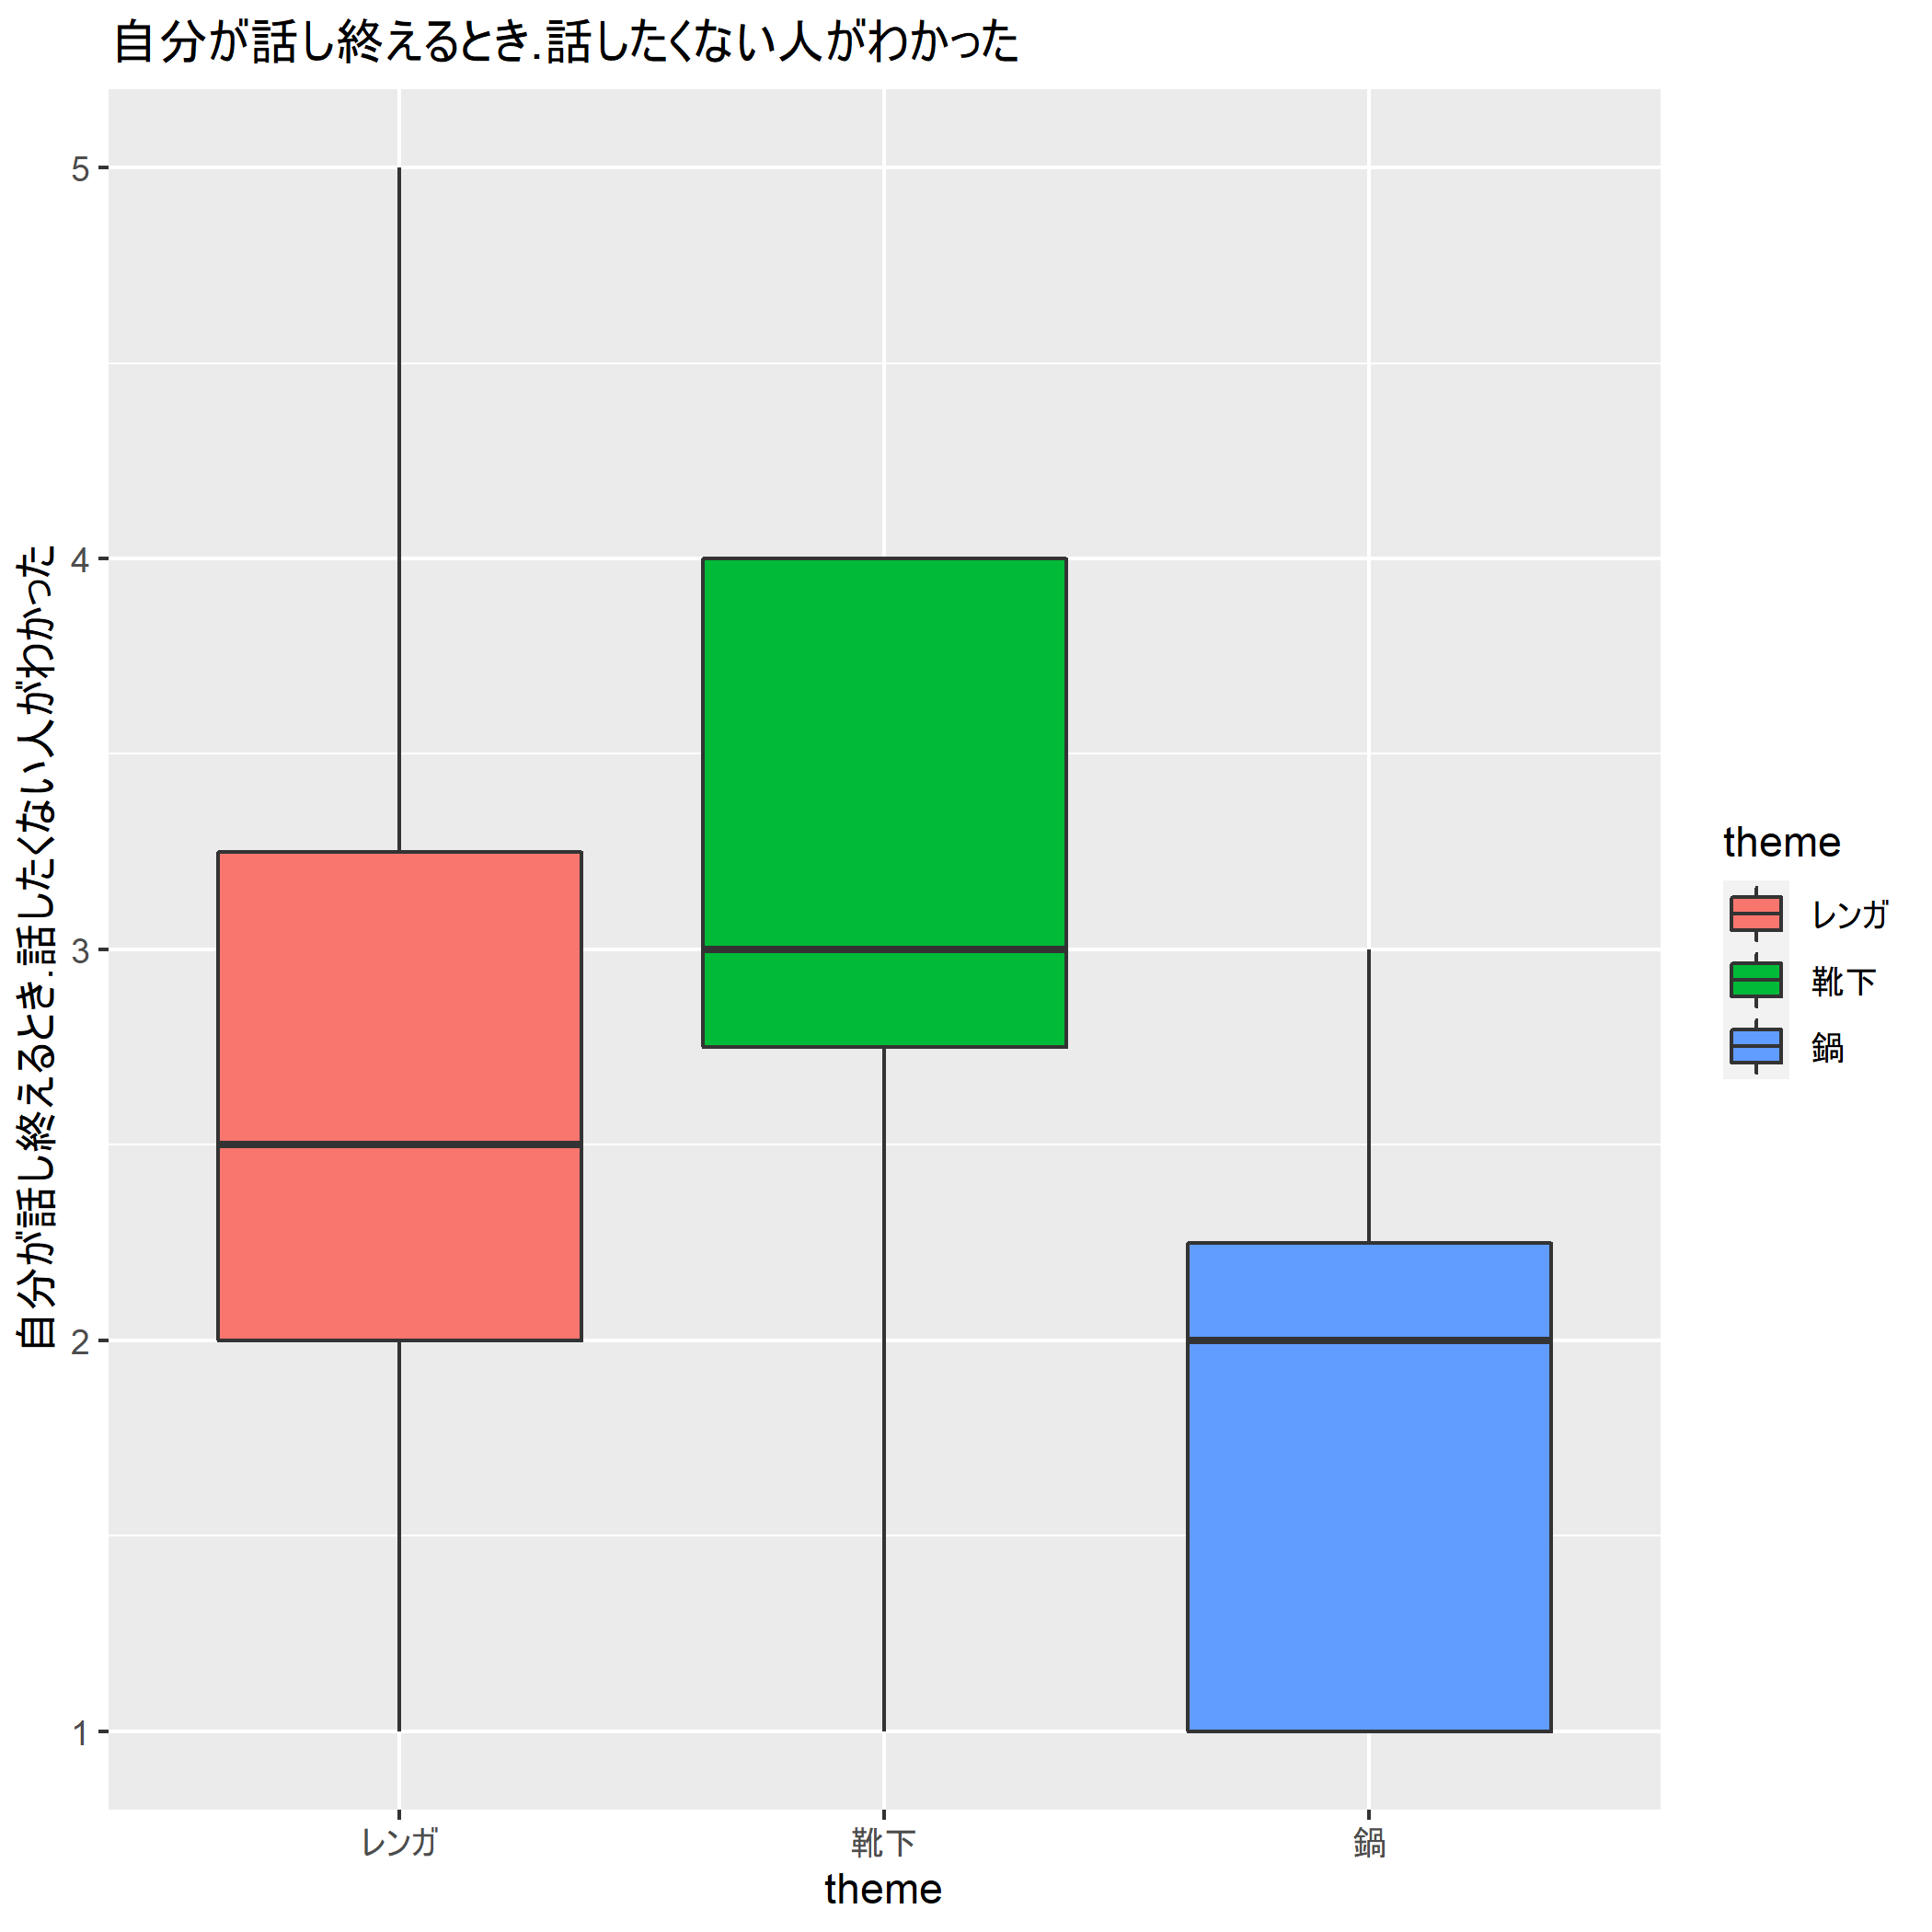 自分が話し終えるとき.話したくない人がわかった
自分が話し終えるとき.話したくない人がわかった
5
4
3
2
1
レンガ
靴下
鍋
theme
theme
レンガ
靴下
鍋